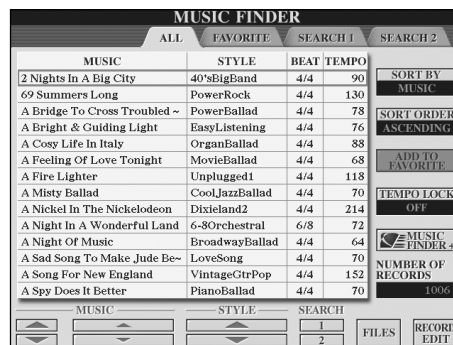 MUSIC FINDER
ALL FAVORITE SEARCH 1 SEARCH 2
MUSIC STYLE BEAT TEMPO
2 Nights In A Big City 40'sBigBand 4/4 90
69 Summers Long PowerRock 4/4 130
A Bridge To Cross Troubled ~ PowerBallad 4/4 78
A Bright & Guiding Light EasyListening 4/4 76
A Cosy Life In Italy OrganBallad 4/4 88
A Feeling Of Love Tonight MovieBallad 4/4 68
A Fire Lighter Unplugged1 4/4 118
A Misty Ballad CoolJazzBallad 4/4 70
A Nickel In The Nickelodeon Dixieland2 4/4 214
A Night In A Wonderful Land 6-8Orchestral 6/8 72
A Night Of Music BroadwayBallad 4/4 64
A Sad Song To Make Jude Be~ LoveSong 4/4 70
A Song For New England VintageGtrPop 4/4 152
A Spy Does It Better PianoBallad 4/4 70
SORT BY
MUSIC
SORT ORDER
ASCENDING
ADD TO
FAVORITE
TEMPO LOCK
OFF
MUSIC
FINDER +
NUMBER OF
RECORDS
1006
MUSIC STYLE SEARCH
1
2
FILES
RECORD
EDIT